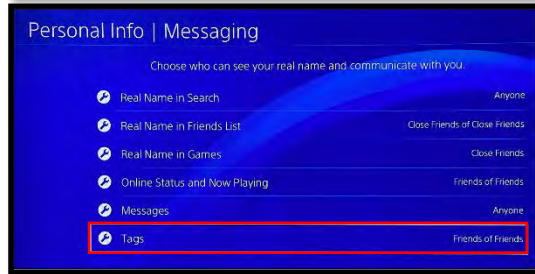 Personal Info | Messaging
Choose who can see your real name and communicate with you.
Real Name in Search Anyone
Real Name in Friends List Close Friends of Close Friends
Real Name in Games Close Friends
Online Status and Now Playing Friends of Friends
Messages Anyone
Tags Friends of Friends